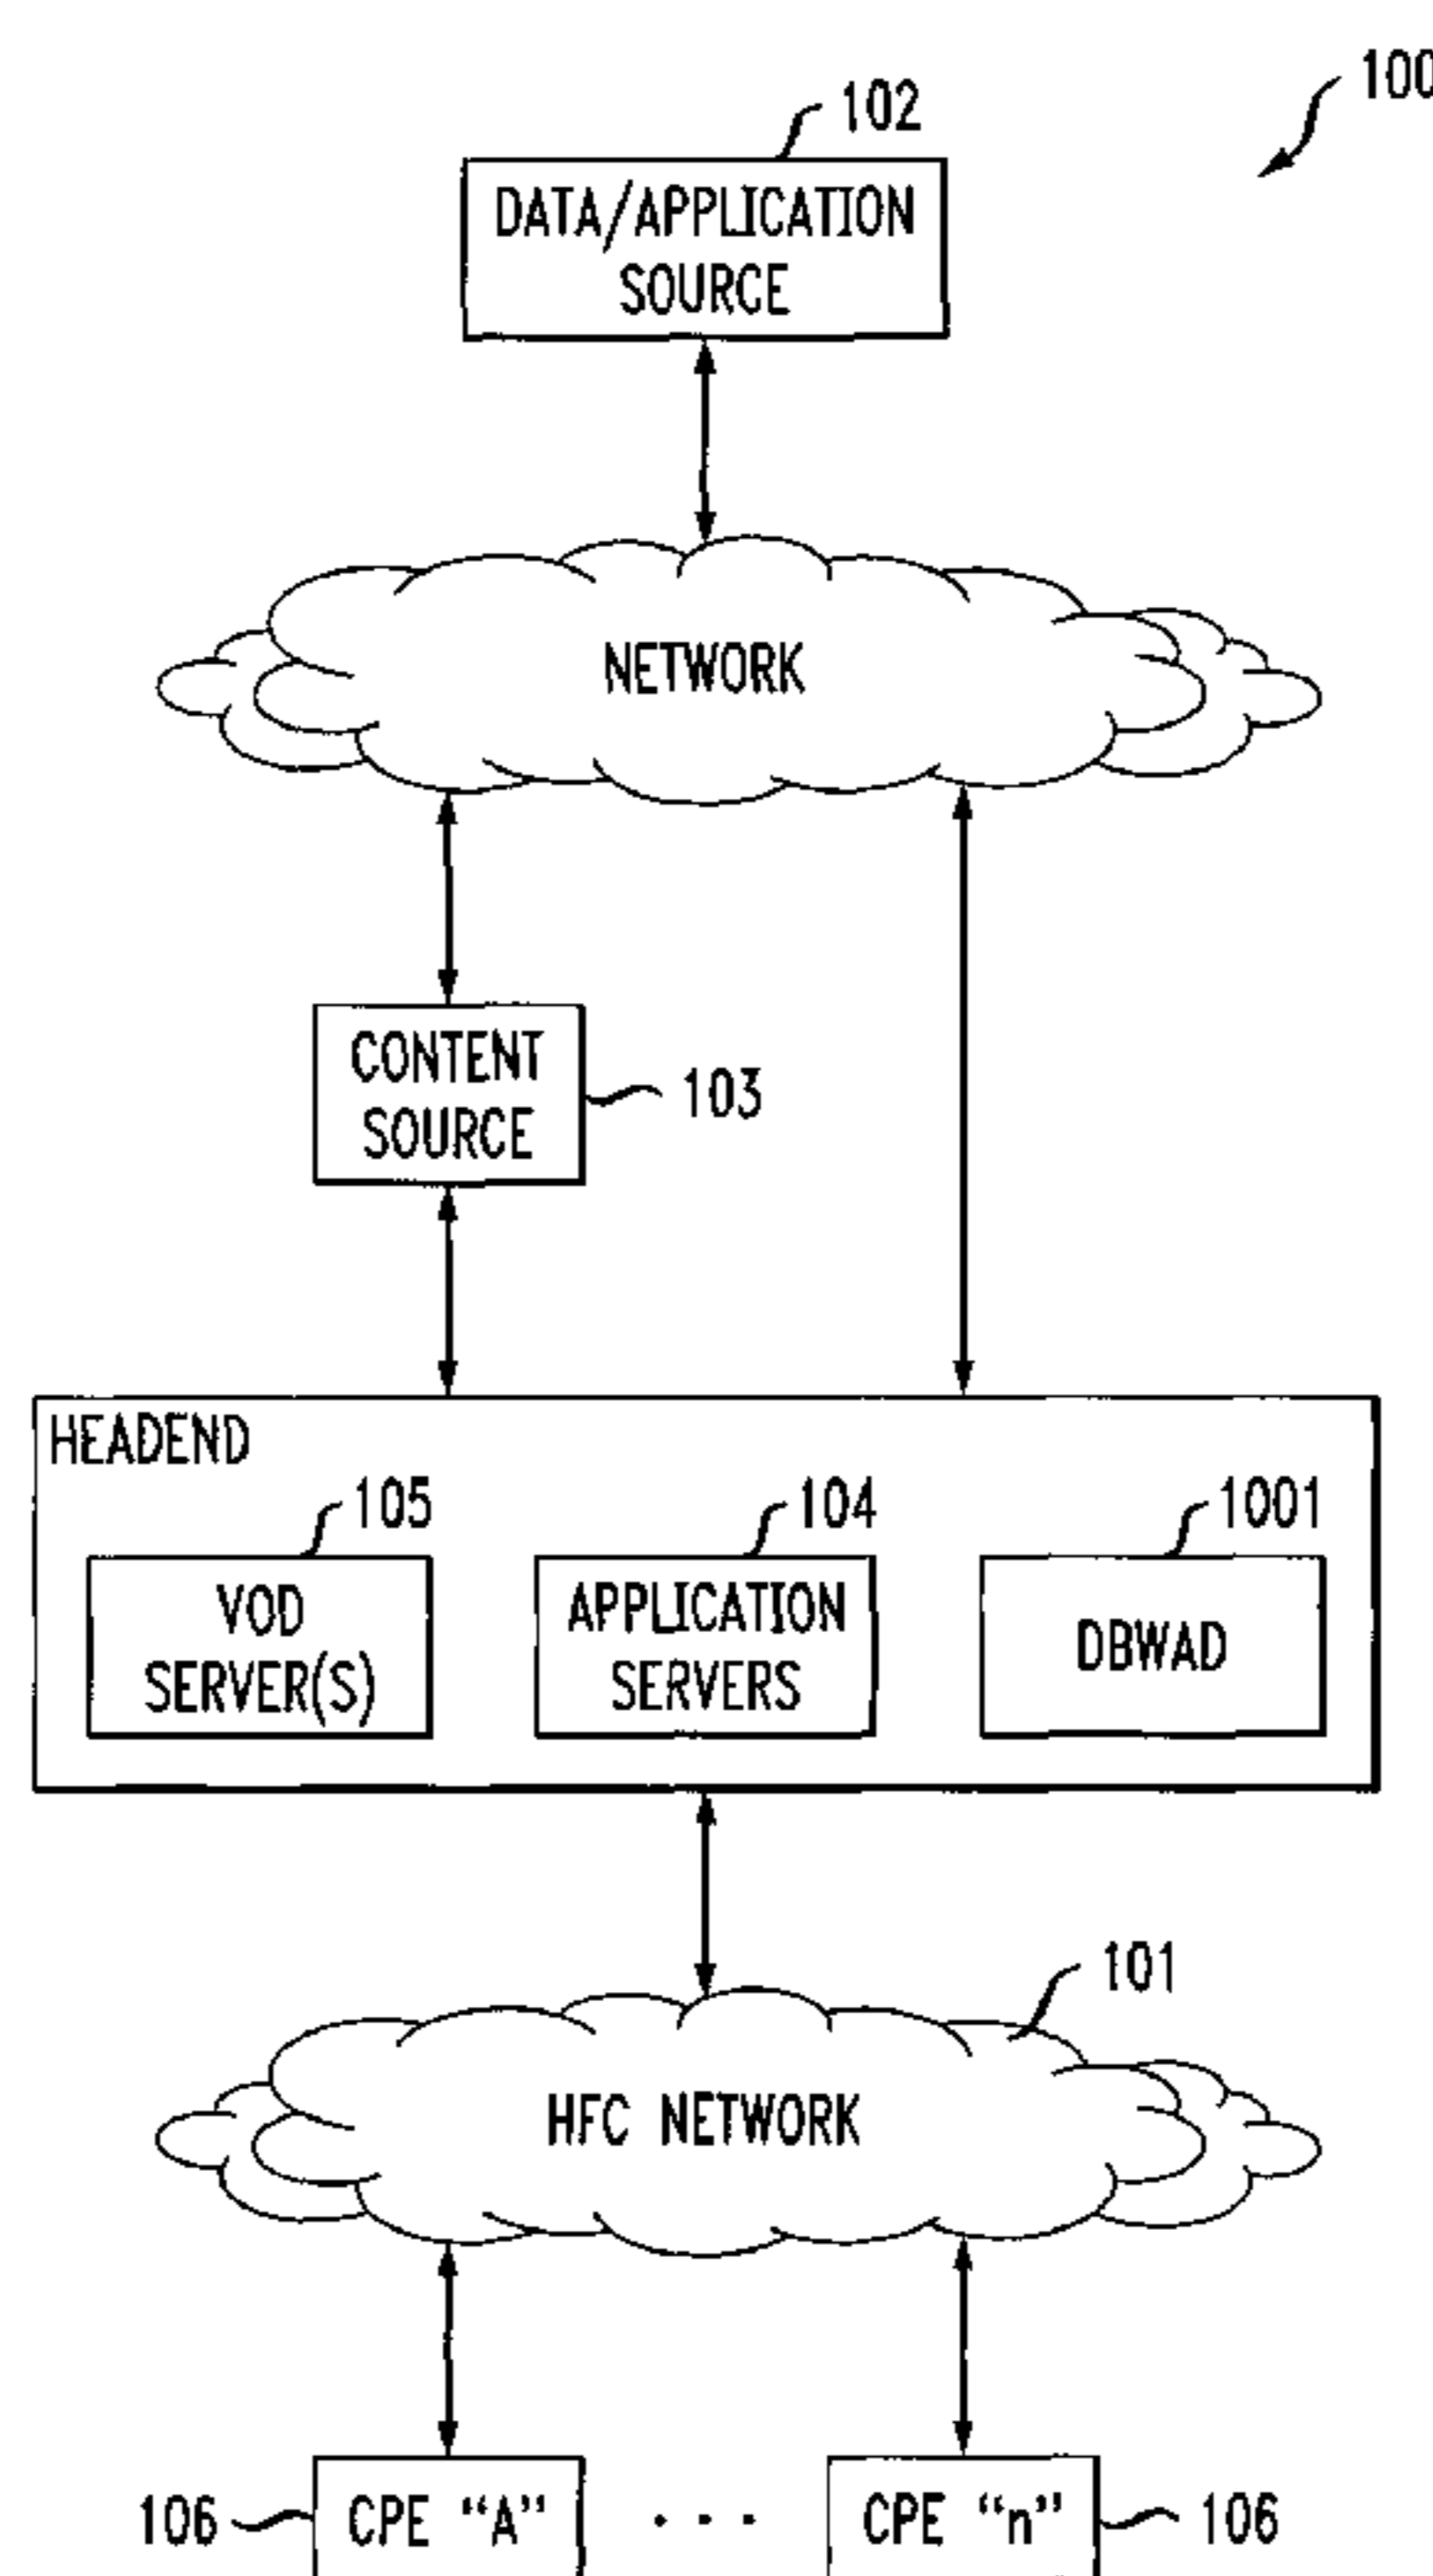 100
102
DATA/APPLICATION
SOURCE
NETWORK
CONTENT
SOURCE
103
HEADEND
105
104
1001
VOD
SERVER(S)
APPLICATION
SERVERS
DBWAD
101
HFC NETWORK
106
CPE “A”
...
CPE “n”
106